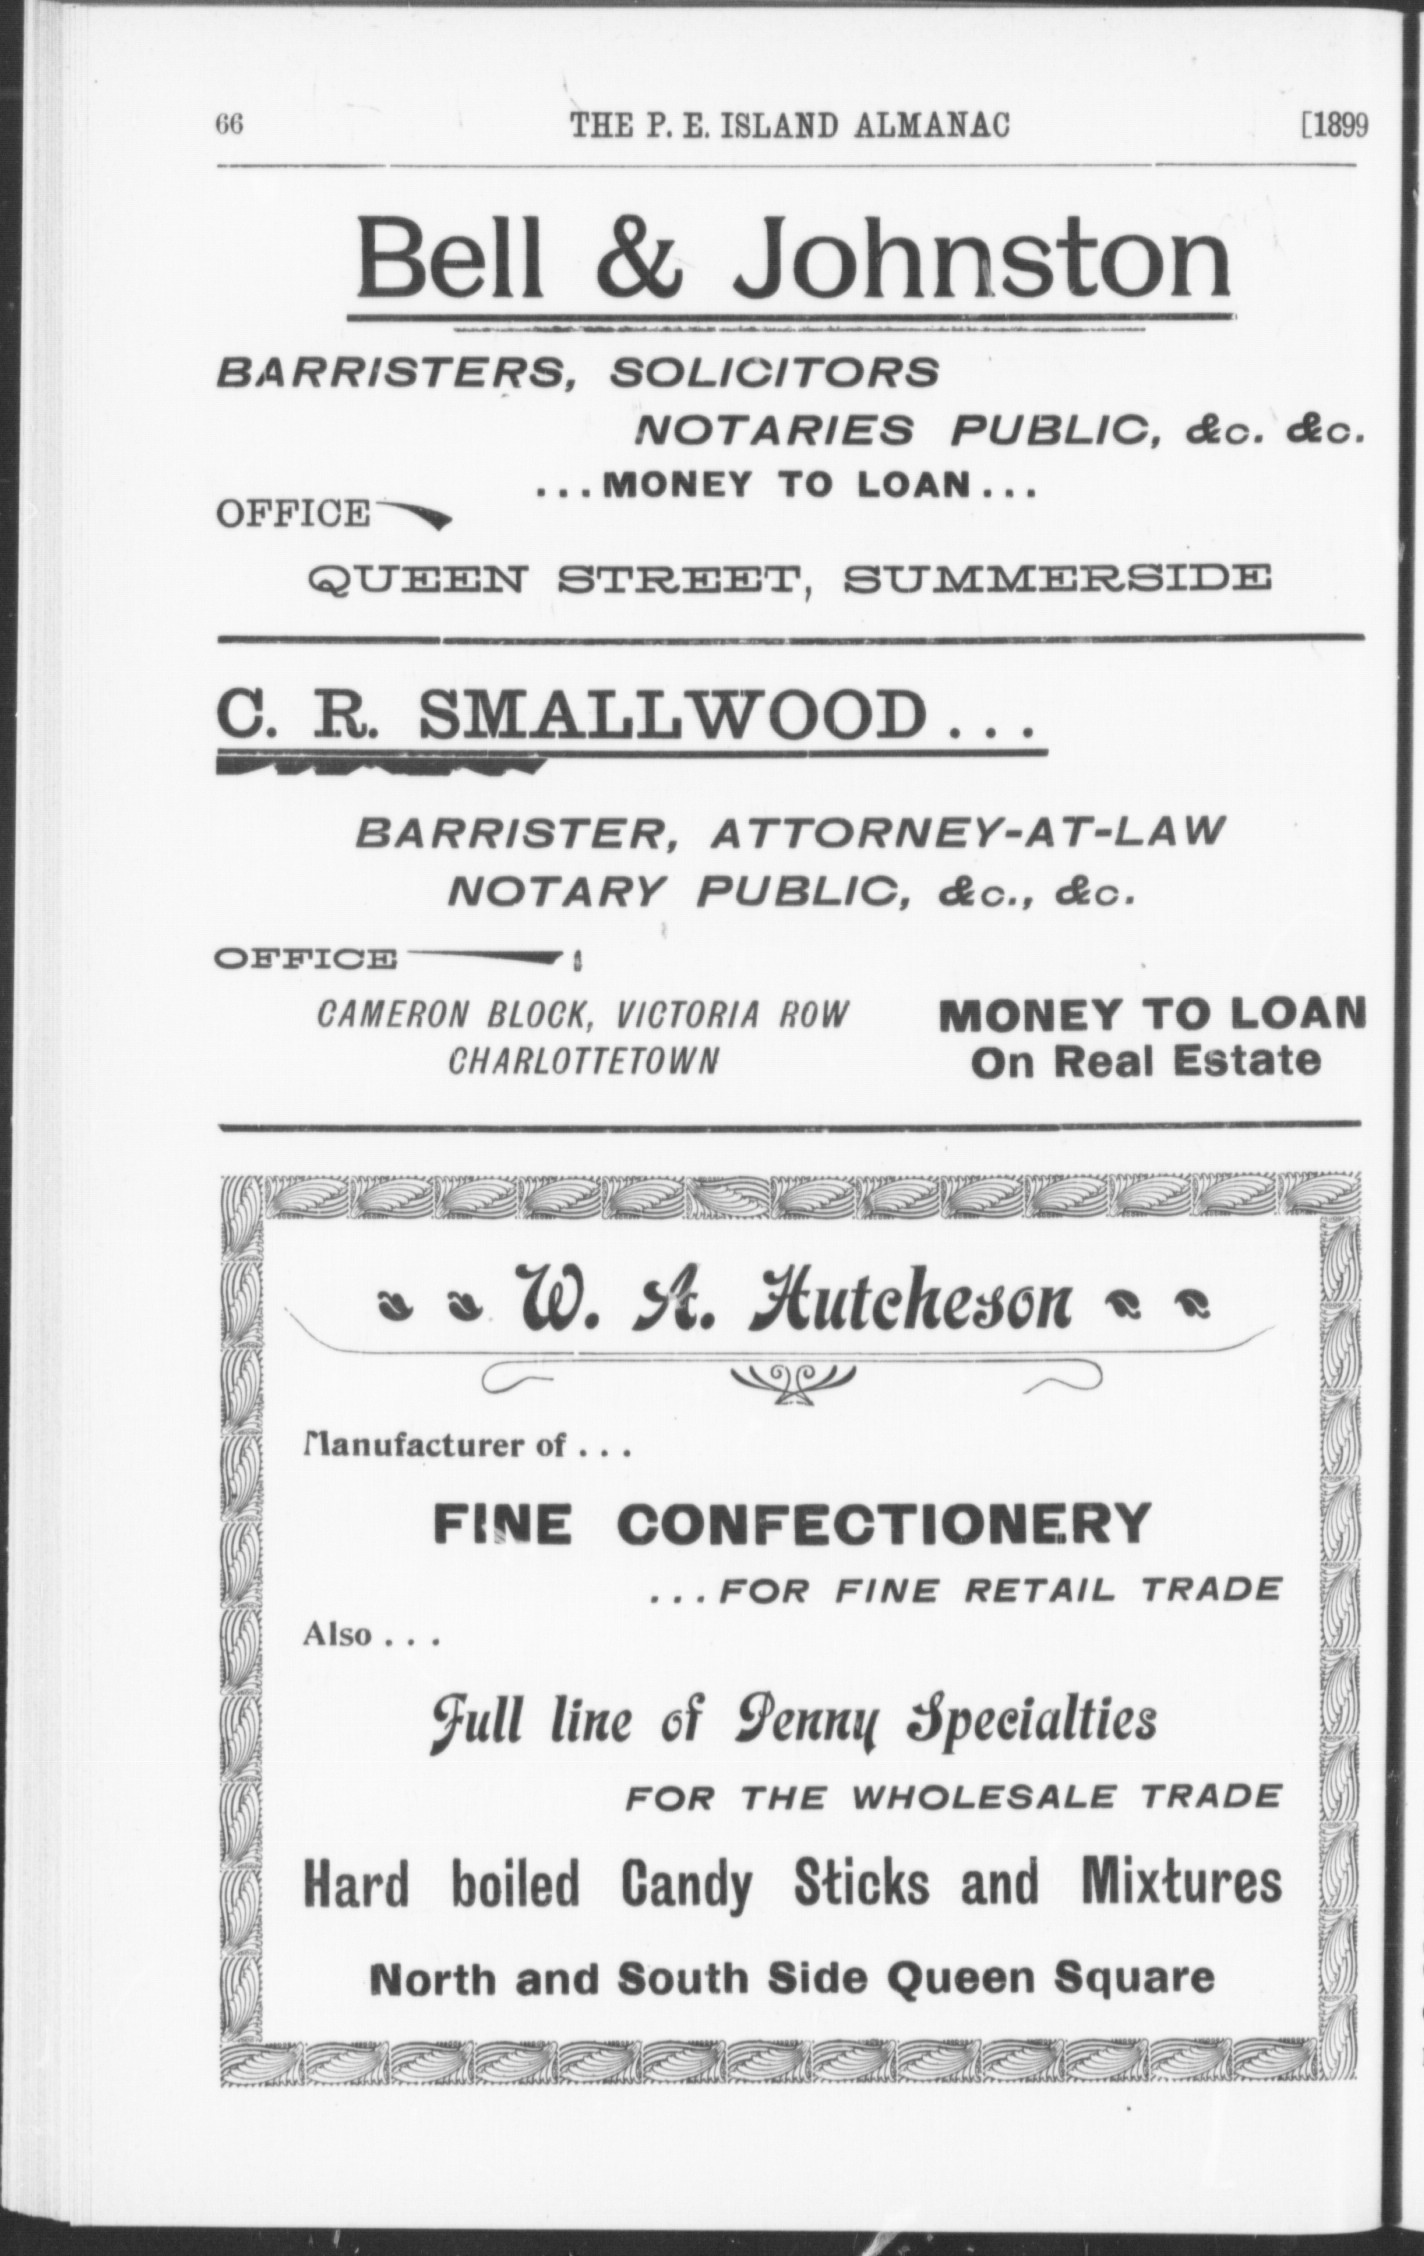 66 THE P. E. ISLAND ALMANAC [1899
Bell & Johnston
BARRISTERS, SOLICITORS
NOTARIES PUBLIC, &c. &c.
...MONEY TO LOAN...
OFFICE
QUEEN STREET, SUMMERSIDE
C. R. SMALLWOOD...
BARRISTER, ATTORNEY-AT-LAW
NOTARY PUBLIC, &c., &c.
OFFICE
CAMERON BLOCK, VICTORIA ROW
CHARLOTTETOWN
MONEY TO LOAN
On Real Estate
W. A. Hutcheson
Manufacturer of...
FINE CONFECTIONERY
...FOR FINE RETAIL TRADE
Also...
Full line of Penny Specialties
FOR THE WHOLESALE TRADE
Hard boiled Candy Sticks and Mixtures
North and South Side Queen Square